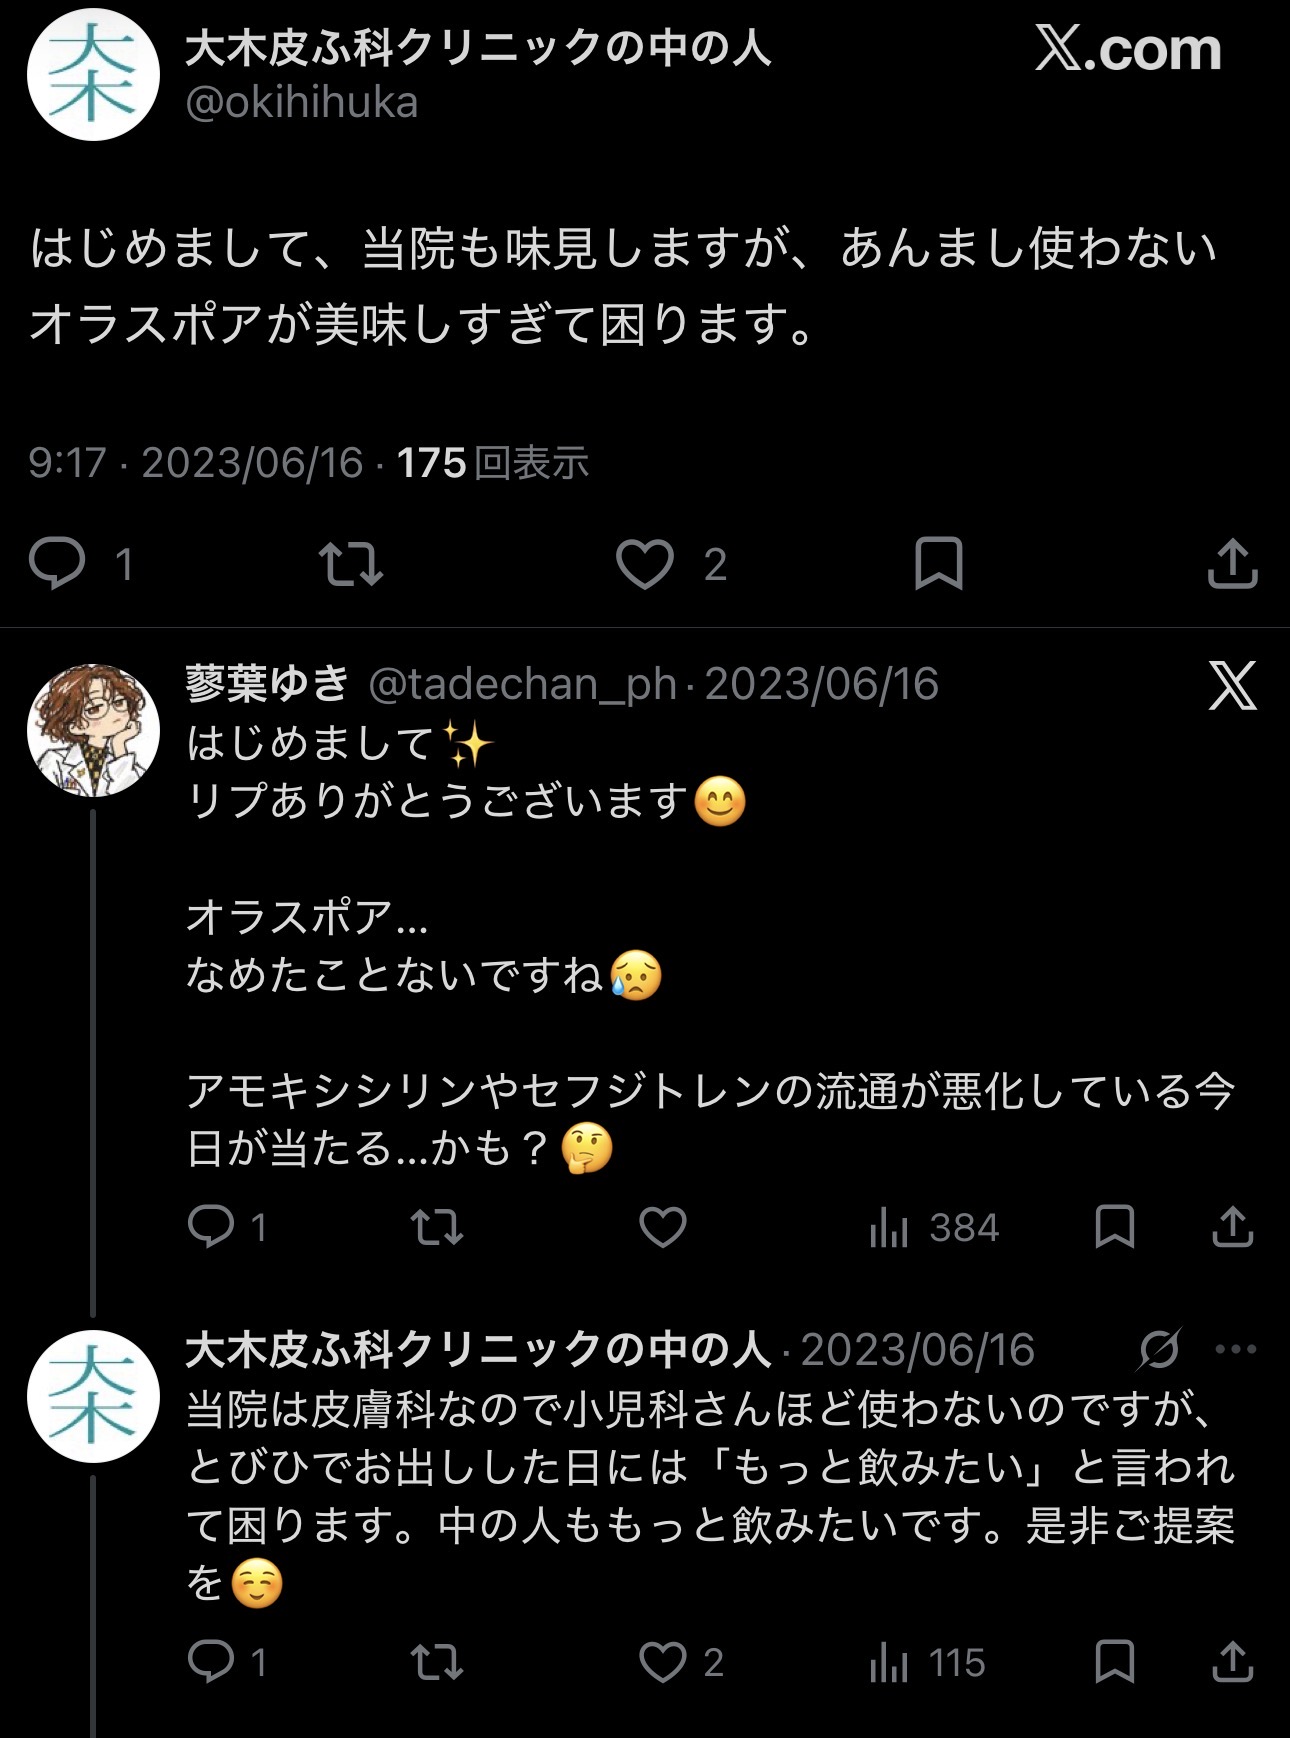 大木皮ふ科クリニックの中の人
X.com
@okihihuka
はじめまして、当院も味見しますが、あんまし使わない
オラスポアが美味しすぎて困ります。
9:17 · 2023/06/16 · 175回表示
1
2
蓼葉ゆき @tadechan_ph · 2023/06/16
はじめまして✨
リプありがとうございます😊
オラスポア…
なめたことないですね😥
アモキシシリンやセフジトレンの流通が悪化している今
日が当たる…かも？🤔
1
384
大木皮ふ科クリニックの中の人 · 2023/06/16
当院は皮膚科なので小児科さんほど使わないのですが、
とびひでお出しした日には「もっと飲みたい」と言われ
て困ります。中の人ももっと飲みたいです。是非ご提案
を☺️
1
2
115